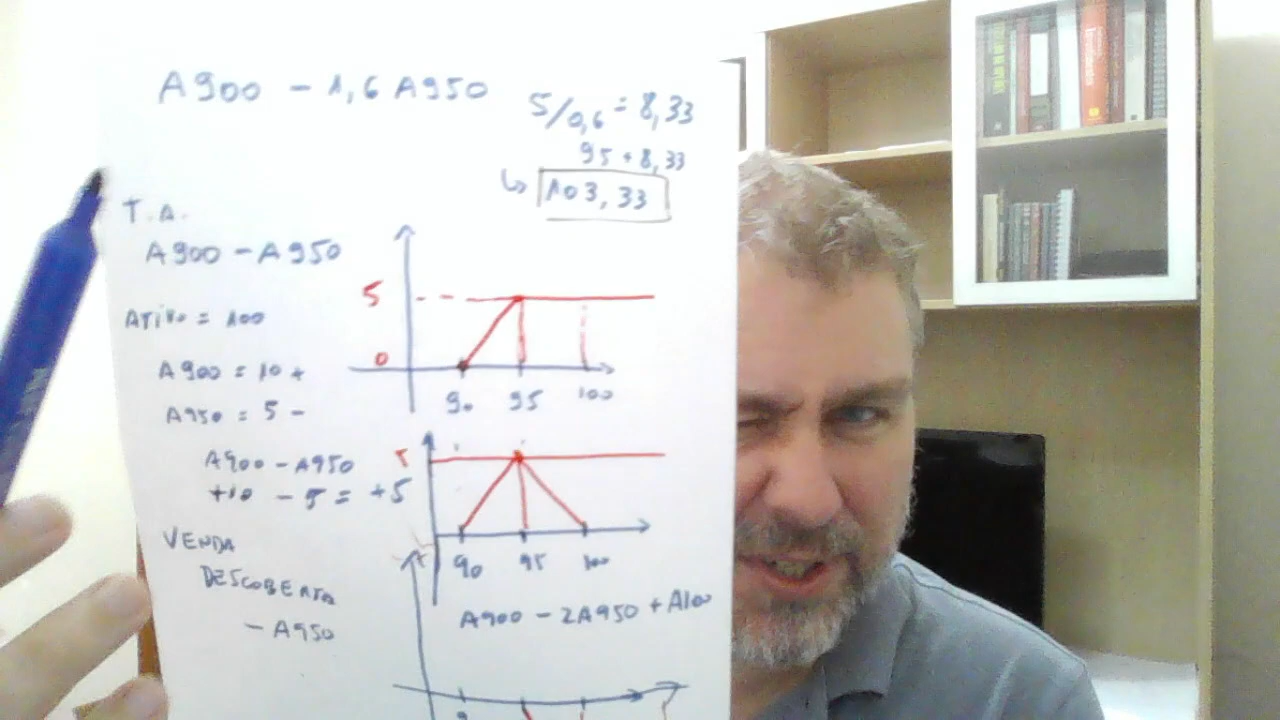 A900 - 1,6 A950
5/0,6 = 8,33
95 + 8,33
↳ 103,33
T.A.
A900 - A950
ATIVO = 100
A900 = 10 +
A950 = 5 -
A900 - A950
+10 - 5 = +5
VENDA
DESCOBERTA
- A950
5
0
90 95 100
5
90 95 100
A900 - 2A950 + A100